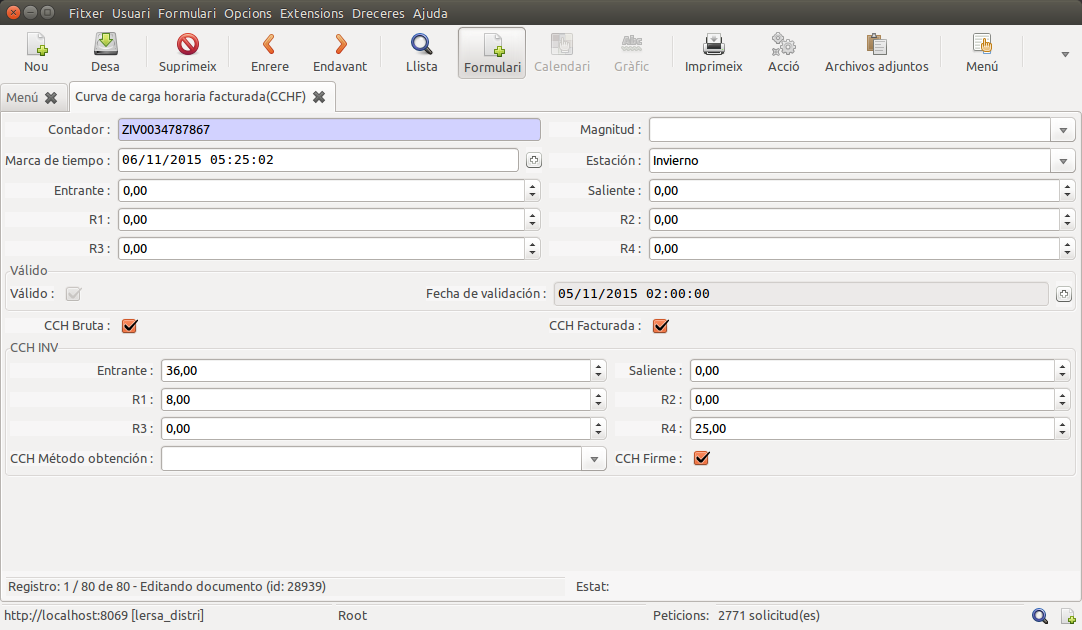 Fitxer Usuari Formulari Opcions Extensions Dreceres Ajuda
Nou Desa Suprimeix Enrere Endavant Llista Formulari Calendari Gràfic Imprimeix Acció Archivos adjuntos Menú
Menú Curva de carga horaria facturada(CCHF)
Contador : ZIV0034787867 Magnitud :
Marca de tiempo : 06/11/2015 05:25:02 Estación : Invierno
Entrante : 0,00 Saliente : 0,00
R1 : 0,00 R2 : 0,00
R3 : 0,00 R4 : 0,00
Válido
Válido : Fecha de validación : 05/11/2015 02:00:00
CCH Bruta : CCH Facturada :
CCH INV
Entrante : 36,00 Saliente : 0,00
R1 : 8,00 R2 : 0,00
R3 : 0,00 R4 : 25,00
CCH Método obtención : CCH Firme :
Registro: 1 / 80 de 80 - Editando documento (id: 28939) Estat:
http://localhost:8069 [lersa_distri] Root Peticions: 2771 solicitud(es)